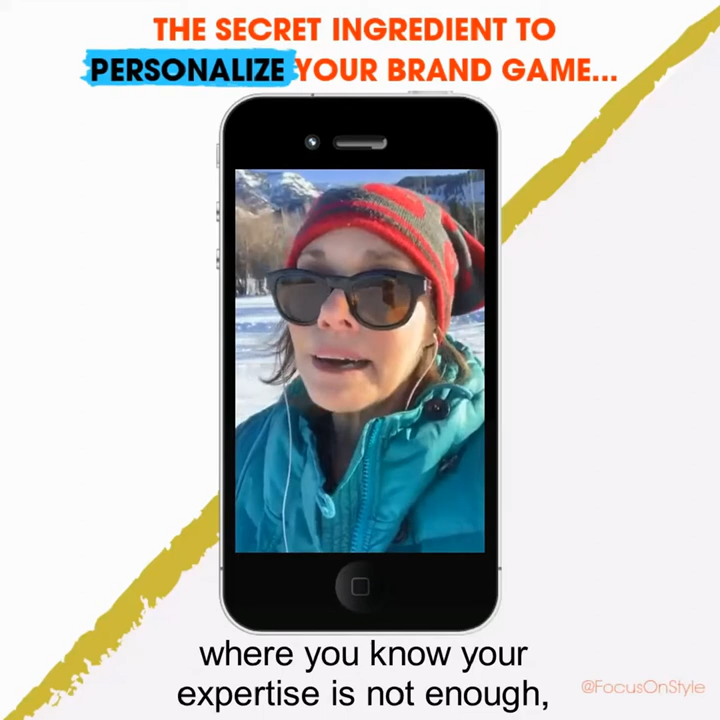 THE SECRET INGREDIENT TO
PERSONALIZE YOUR BRAND GAME...
where you know your
expertise is not enough,
@FocusOnStyle